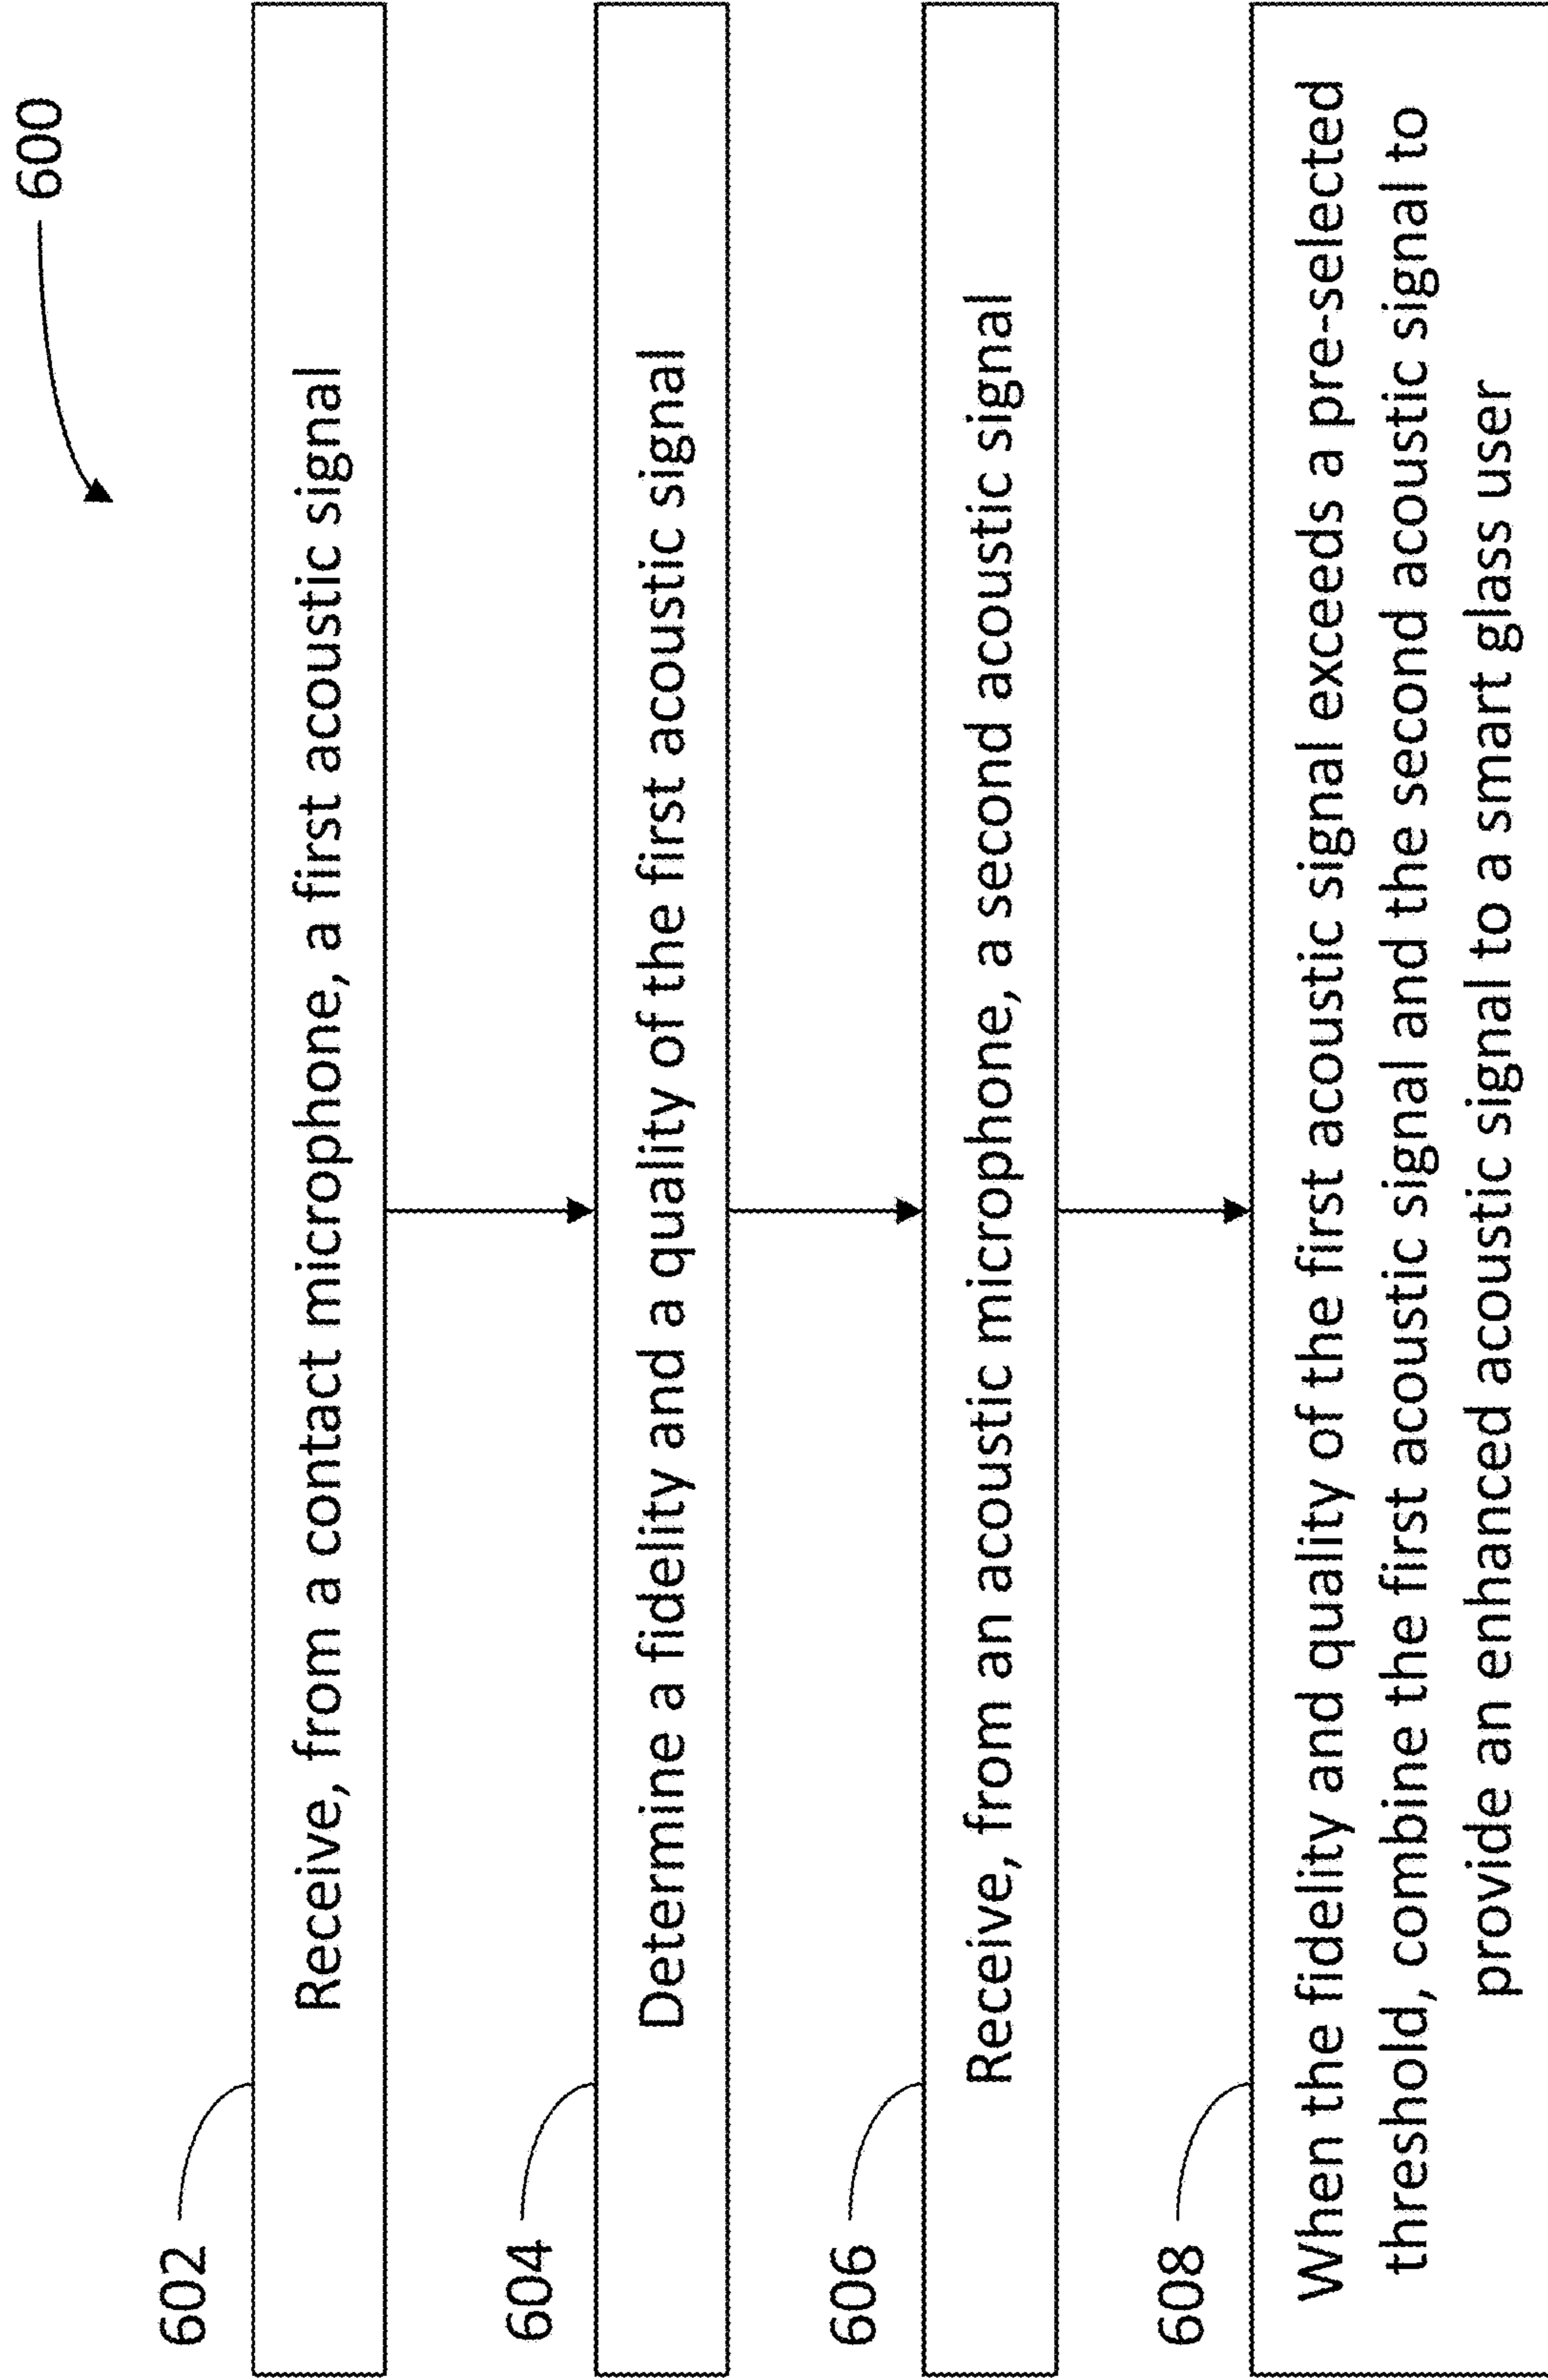 600
602
Receive, from a contact microphone, a first acoustic signal
604
Determine a fidelity and a quality of the first acoustic signal
606
Receive, from an acoustic microphone, a second acoustic signal
608
When the fidelity and quality of the first acoustic signal exceeds a pre-selected
threshold, combine the first acoustic signal and the second acoustic signal to
provide an enhanced acoustic signal to a smart glass user